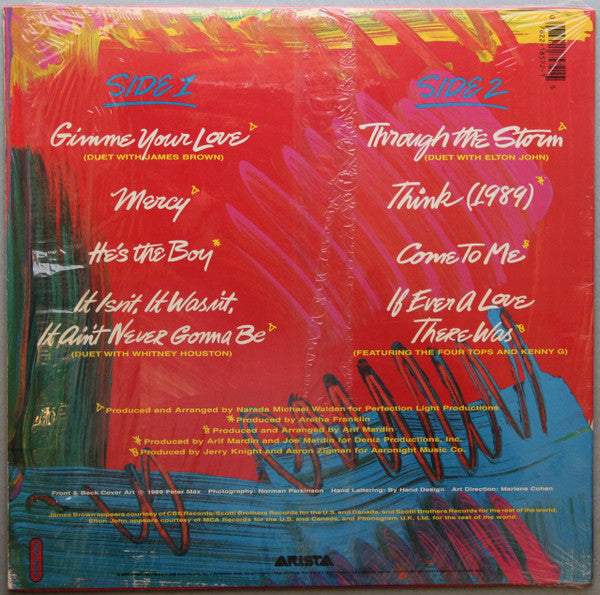 SIDE 1
Gimme Your Love
(DUET WITH JAMES BROWN)
Mercy
He's the Boy
It Isn't, It Wasn't,
It Ain't Never Gonna Be
(DUET WITH WHITNEY HOUSTON)
SIDE 2
Through the Storm
(DUET WITH ELTON JOHN)
Think (1989)
Come To Me
If Ever A Love
There Was
(FEATURING THE FOUR TOPS AND KENNY G)
Produced and Arranged by Narada Michael Walden for Perfection Light Productions
Produced by Aretha Franklin
Produced and Arranged by Arif Mardin
Produced by Arif Mardin and Joe Mardin for Deniz Productions, Inc.
Produced by Jerry Knight and Aaron Zigman for Aaronight Music Co.
Front & Back Cover Art © 1989 Peter Max Photography: Norman Parkinson Hand Lettering: By Hand Design Art Direction: Marlene Cohen
James Brown appears courtesy of CBS Records/Scotti Brothers Records for the U.S. and Canada, and Scotti Brothers Records for the rest of the world.
Elton John appears courtesy of MCA Records for the U.S. and Canada, and Phonogram U.K. Ltd. for the rest of the world.
ARISTA